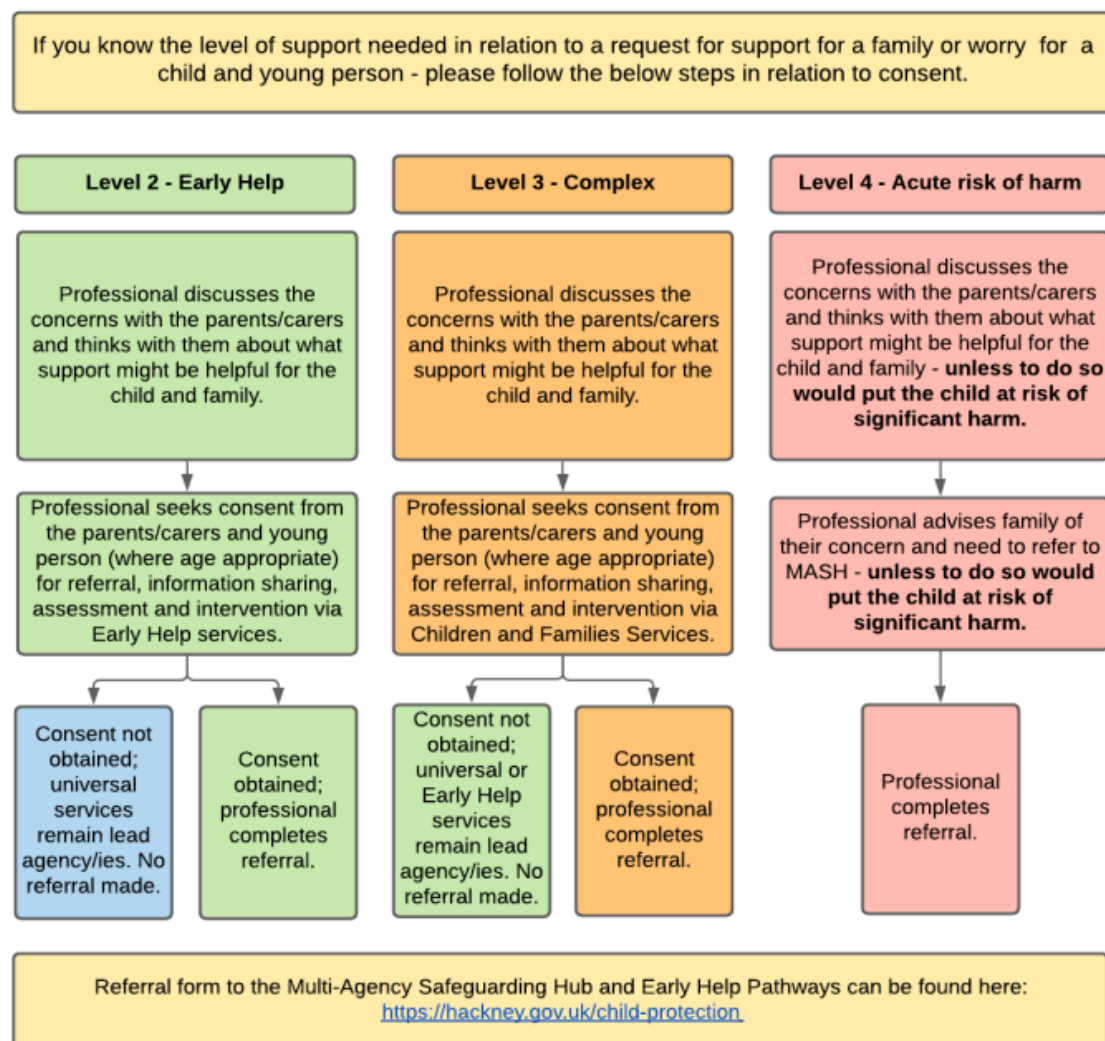 If you know the level of support needed in relation to a request for support for a family or worry for a
child and young person - please follow the below steps in relation to consent.
Level 2 - Early Help
Level 3 - Complex
Level 4 - Acute risk of harm
Professional discusses the
concerns with the parents/carers
and thinks with them about what
support might be helpful for the
child and family.
Professional discusses the
concerns with the parents/carers
and thinks with them about what
support might be helpful for the
child and family.
Professional discusses the
concerns with the parents/carers
and thinks with them about what
support might be helpful for the
child and family - unless to do so
would put the child at risk of
significant harm.
Professional seeks consent from
the parents/carers and young
person (where age appropriate)
for referral, information sharing,
assessment and intervention via
Early Help services.
Professional seeks consent from
the parents/carers and young
person (where age appropriate)
for referral, information sharing,
assessment and intervention via
Children and Families Services.
Professional advises family of
their concern and need to refer to
MASH - unless to do so would
put the child at risk of
significant harm.
Consent not
obtained;
universal
services
remain lead
agency/ies. No
referral made.
Consent
obtained;
professional
completes
referral.
Consent not
obtained;
universal or
Early Help
services
remain lead
agency/ies. No
referral made.
Consent
obtained;
professional
completes
referral.
Professional
completes
referral.
Referral form to the Multi-Agency Safeguarding Hub and Early Help Pathways can be found here:
https://hackney.gov.uk/child-protection